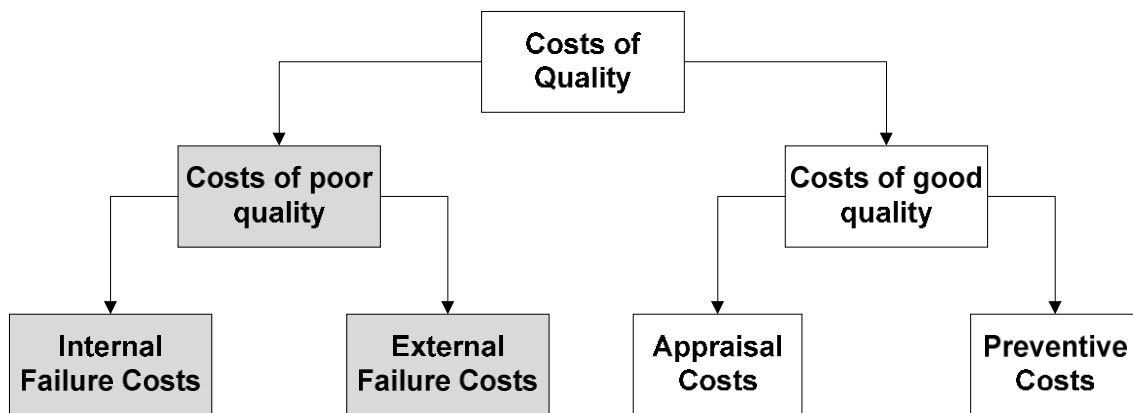 Costs of
Quality
Costs of poor
quality
Costs of good
quality
Internal
Failure Costs
External
Failure Costs
Appraisal
Costs
Preventive
Costs